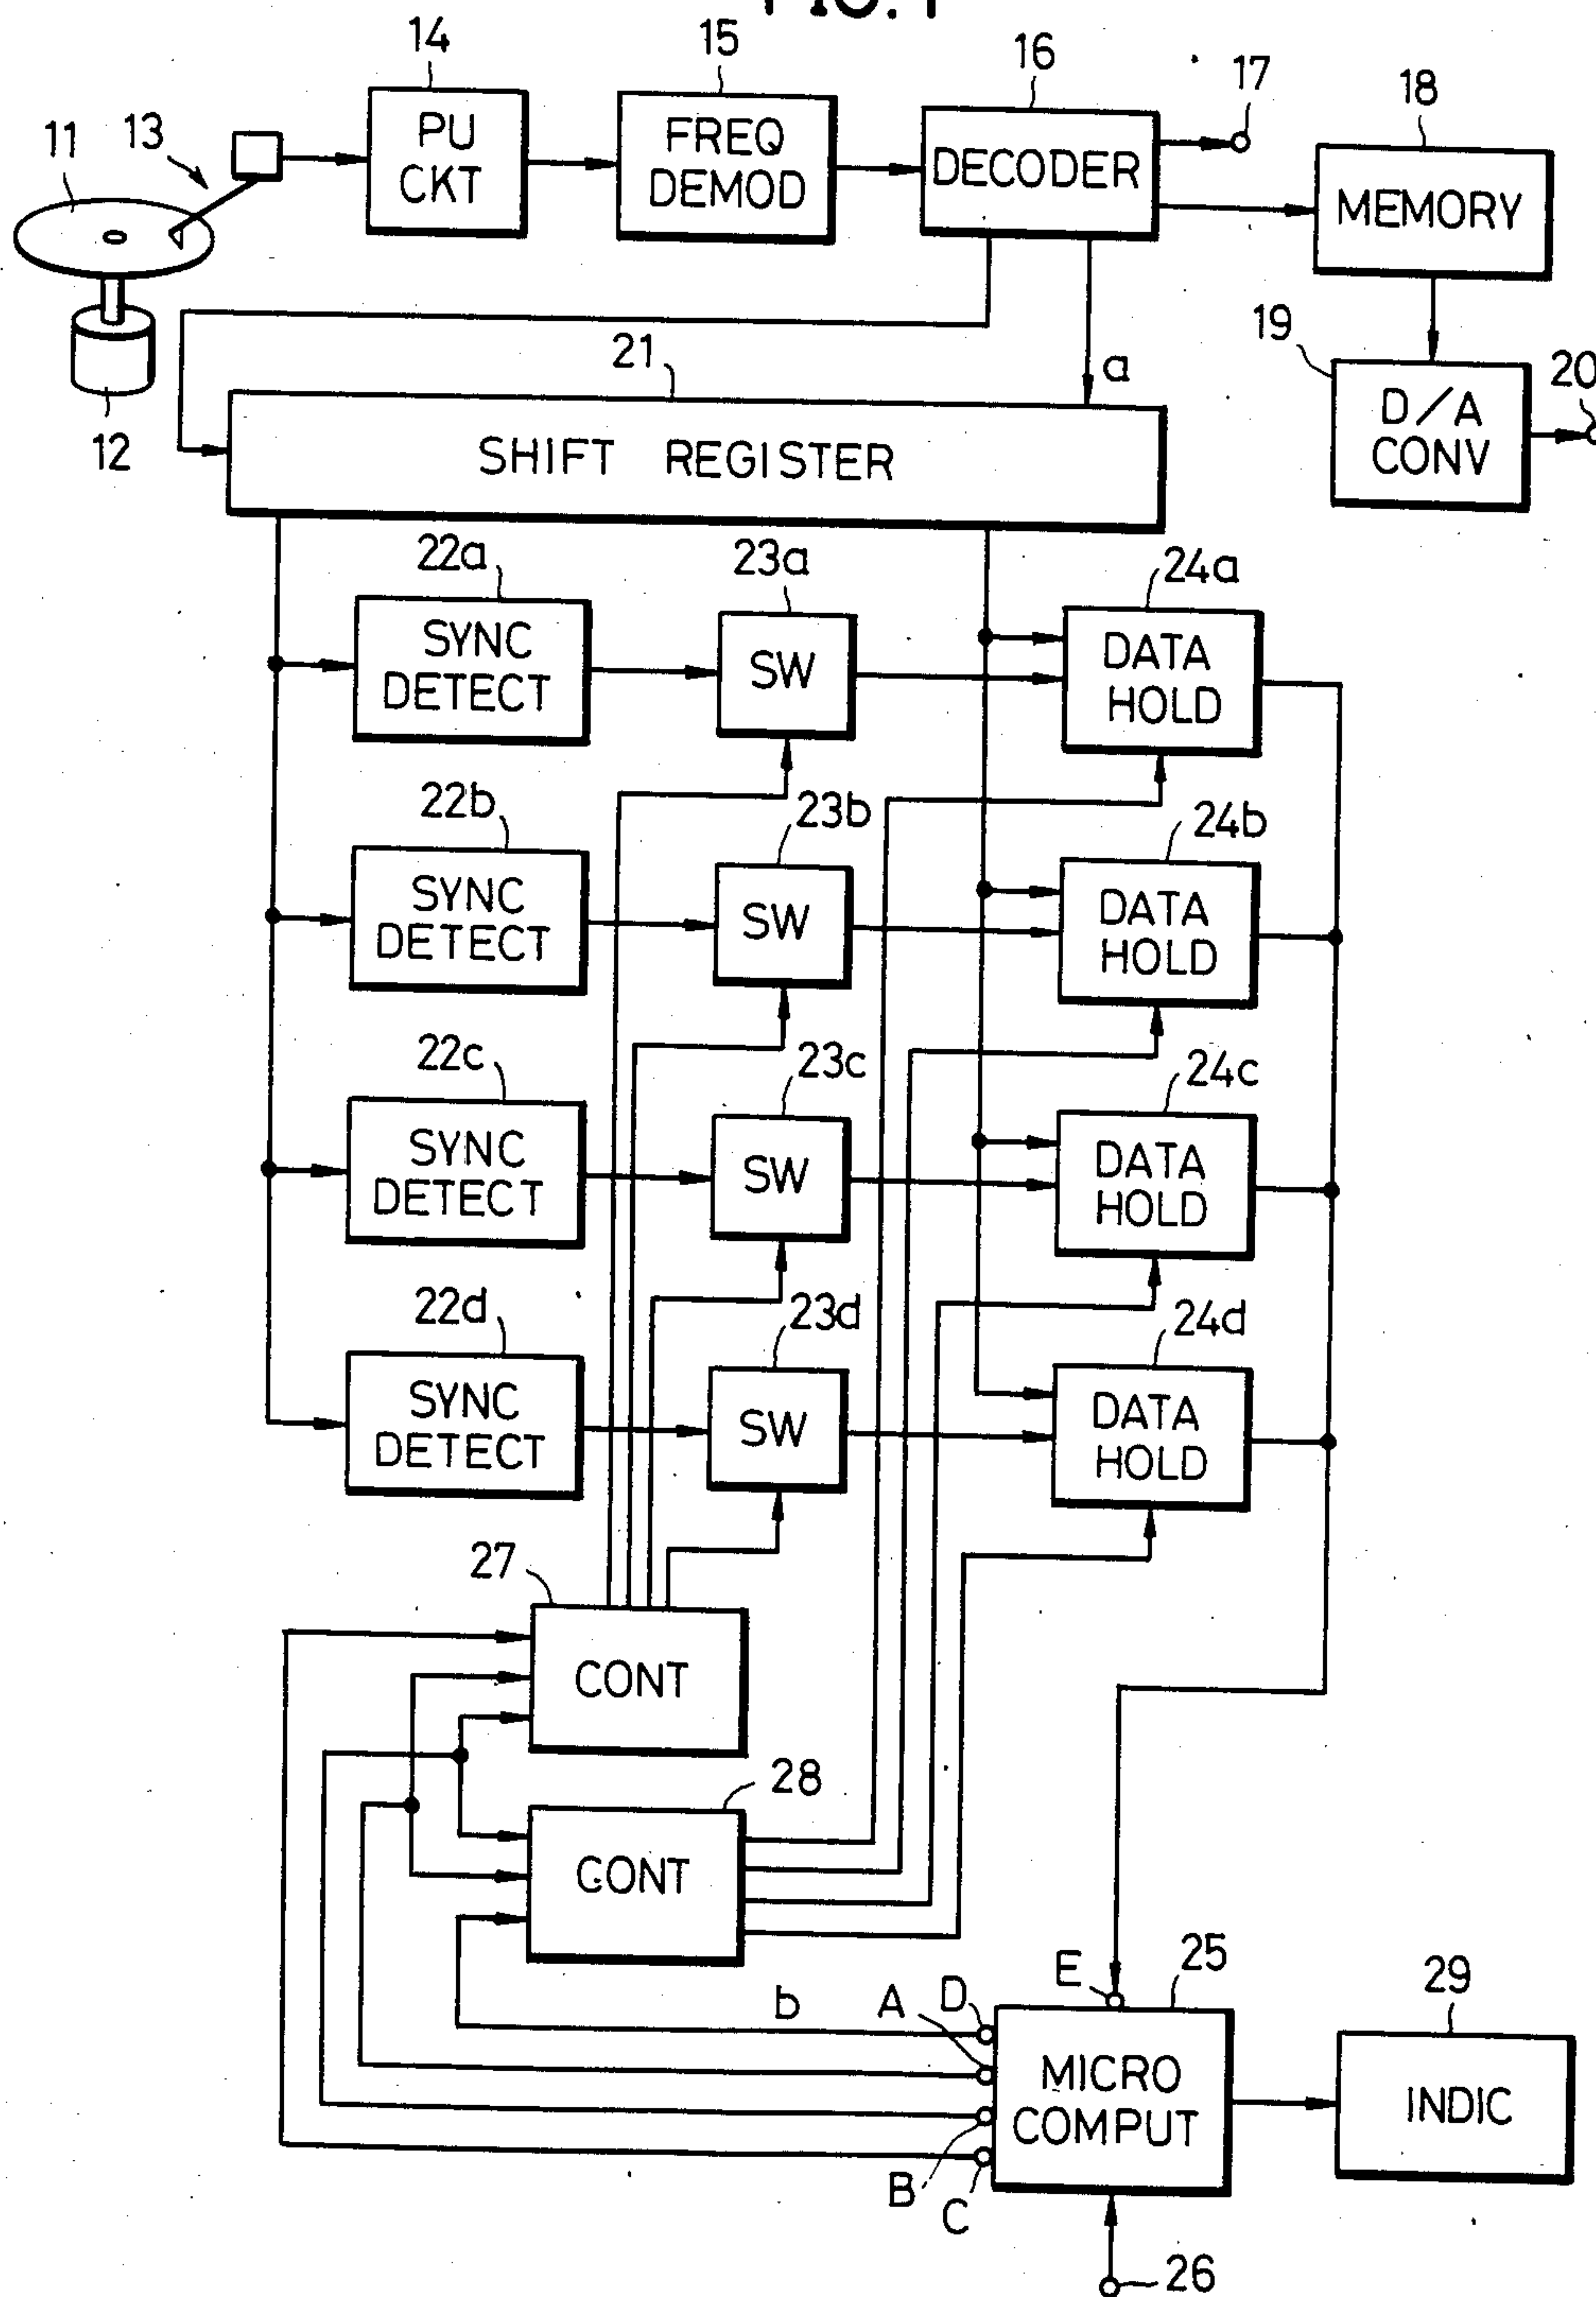 FIG. 1
14
15
16
17
18
11
13
PU
CKT
FREQ
DEMOD
DECODER
MEMORY
12
21
a
19
20
SHIFT REGISTER
D/A
CONV
22a
23a
24a
SYNC
DETECT
SW
DATA
HOLD
22b
23b
24b
SYNC
DETECT
SW
DATA
HOLD
22c
23c
24c
SYNC
DETECT
SW
DATA
HOLD
22d
23d
24d
SYNC
DETECT
SW
DATA
HOLD
27
CONT
28
CONT
25
29
E
b
A
D
MICRO
COMPUT
INDIC
B
C
26